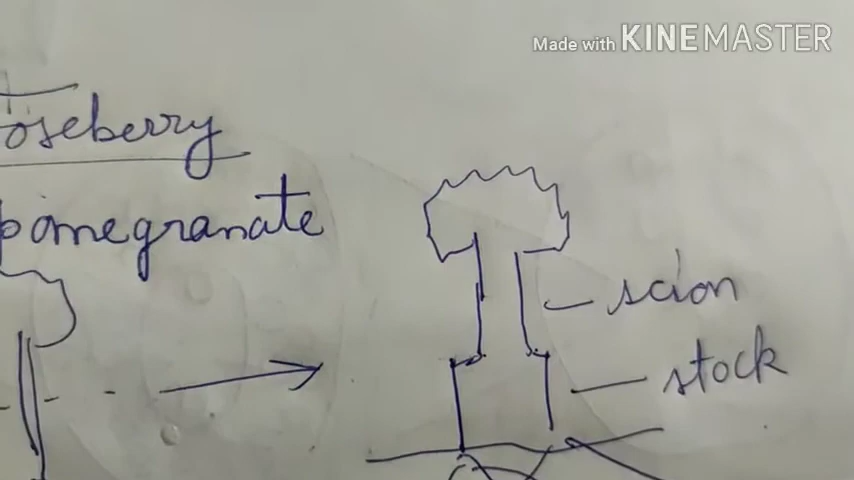 Made with KINEMASTER
oseberry
pomegranate
scion
stock